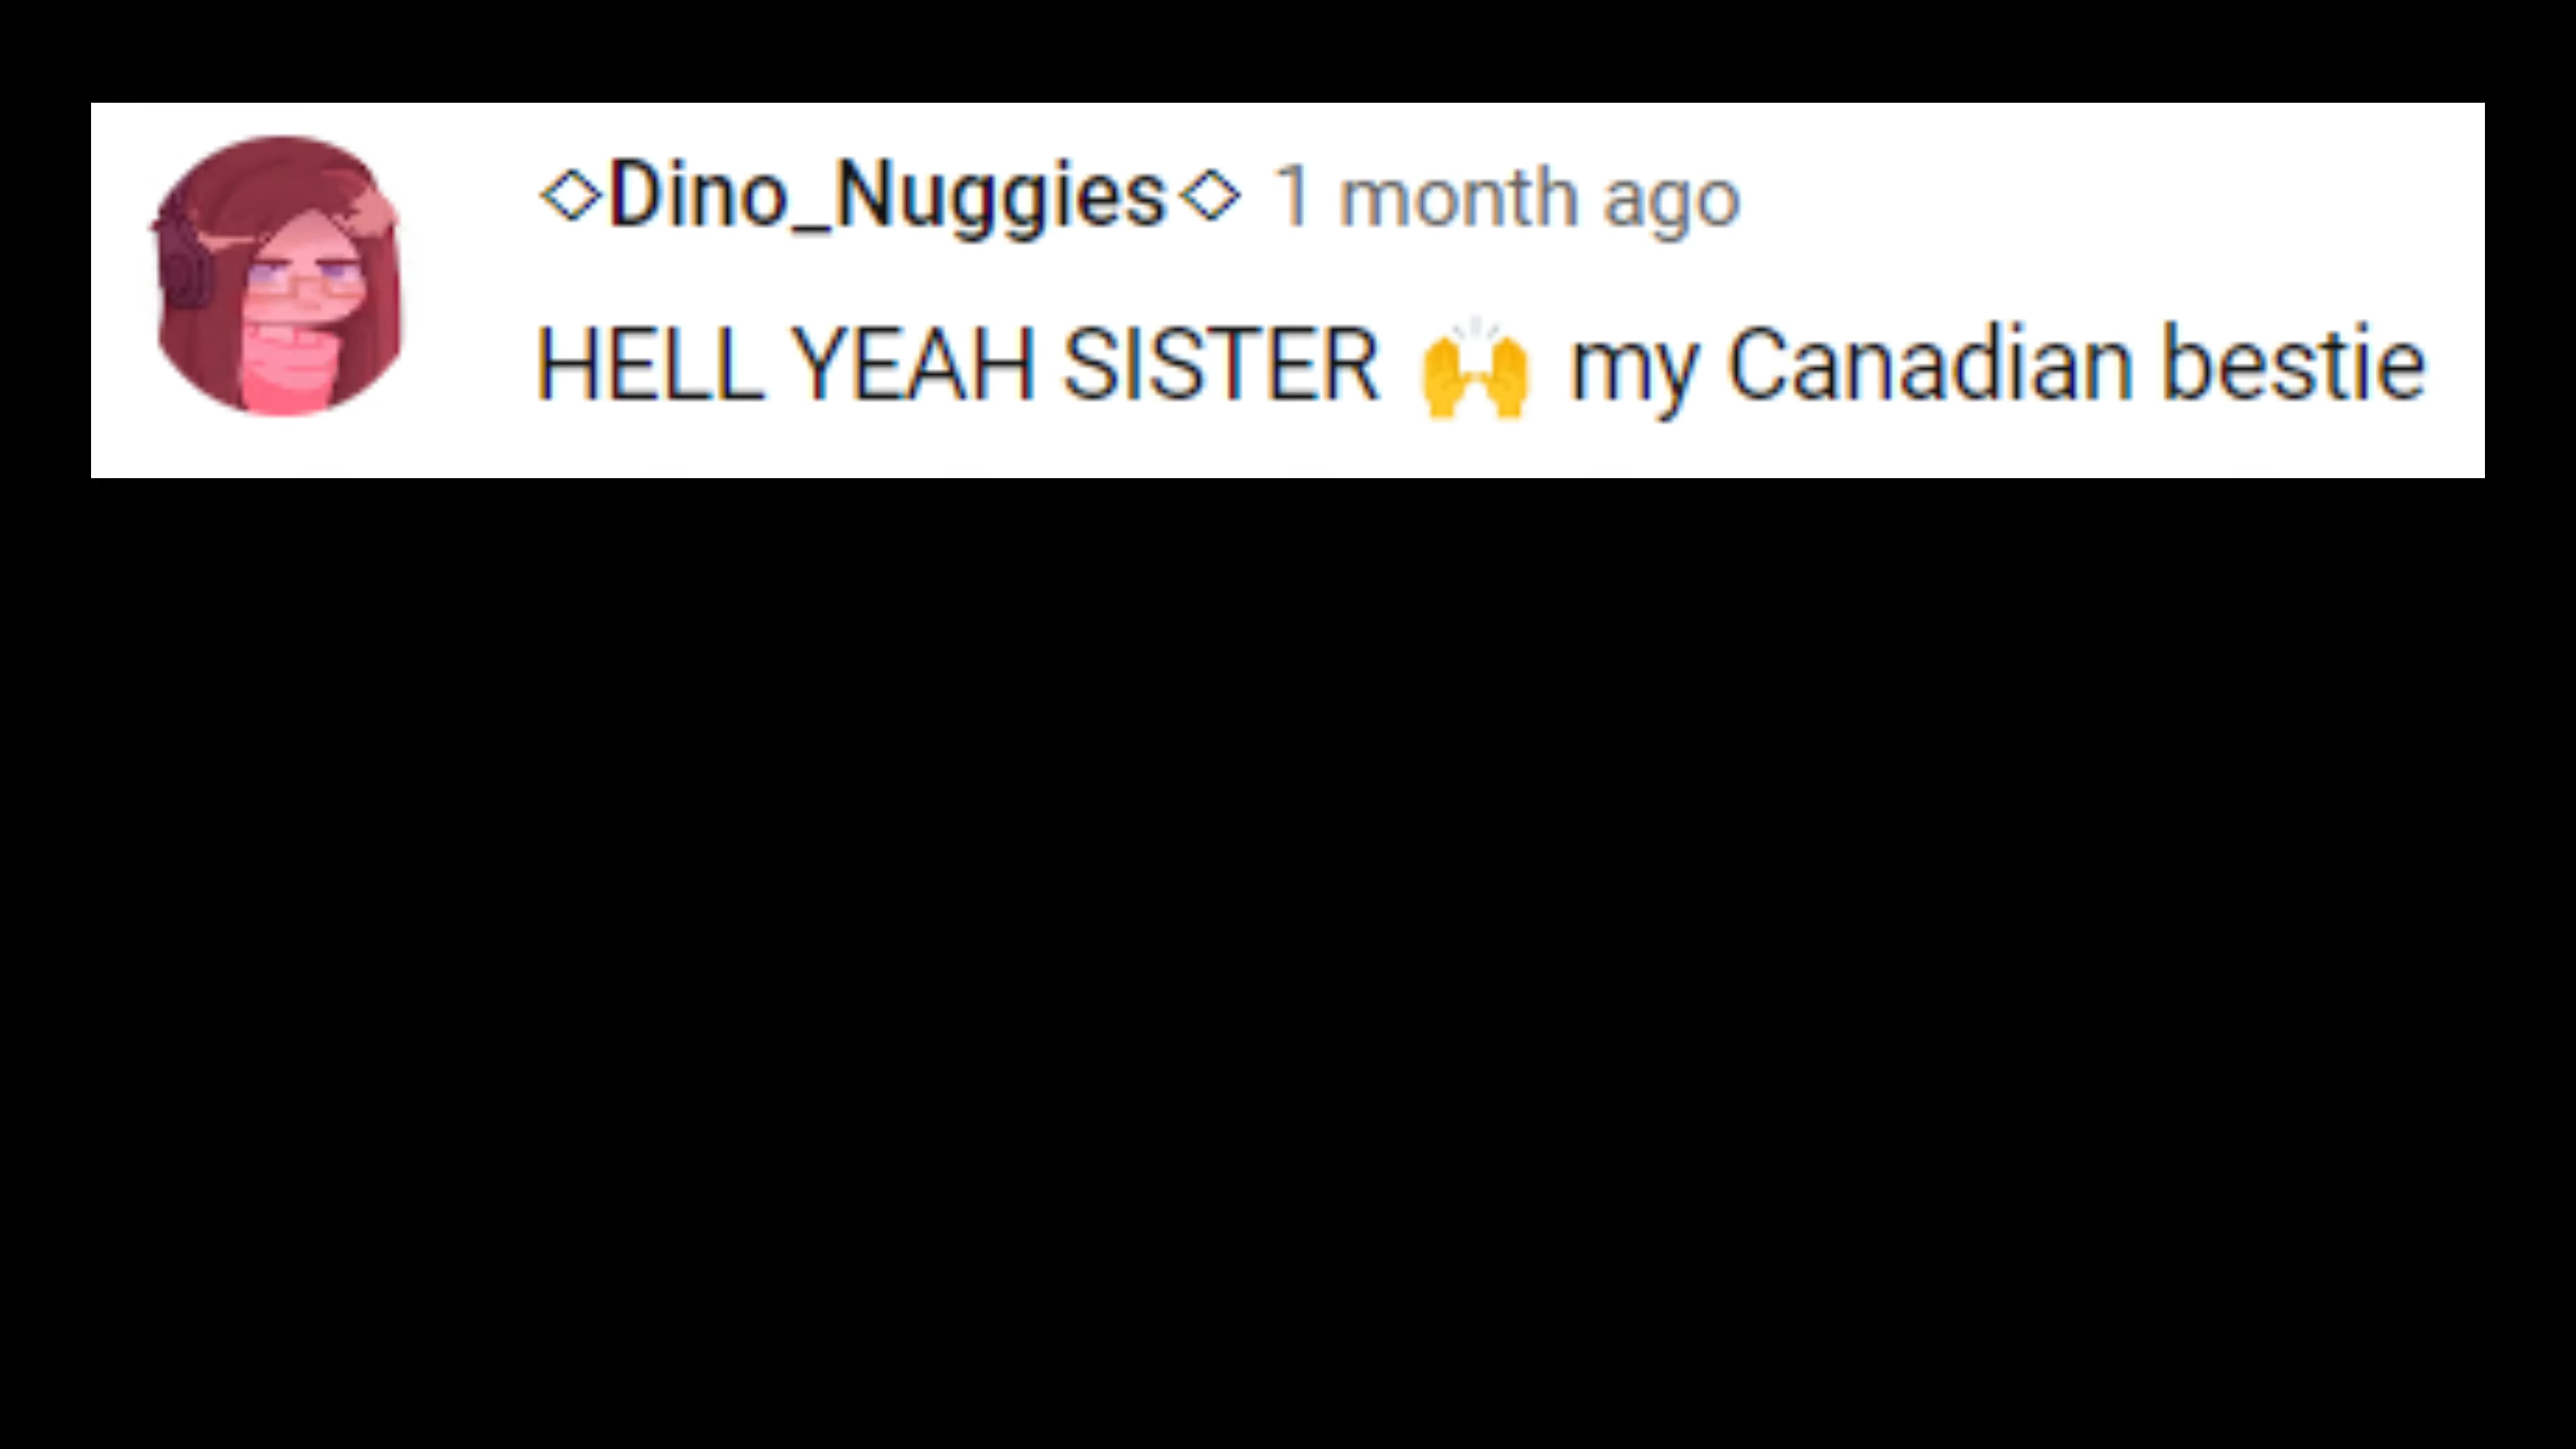 ◇Dino_Nuggies◇ 1 month ago
HELL YEAH SISTER 🙌 my Canadian bestie